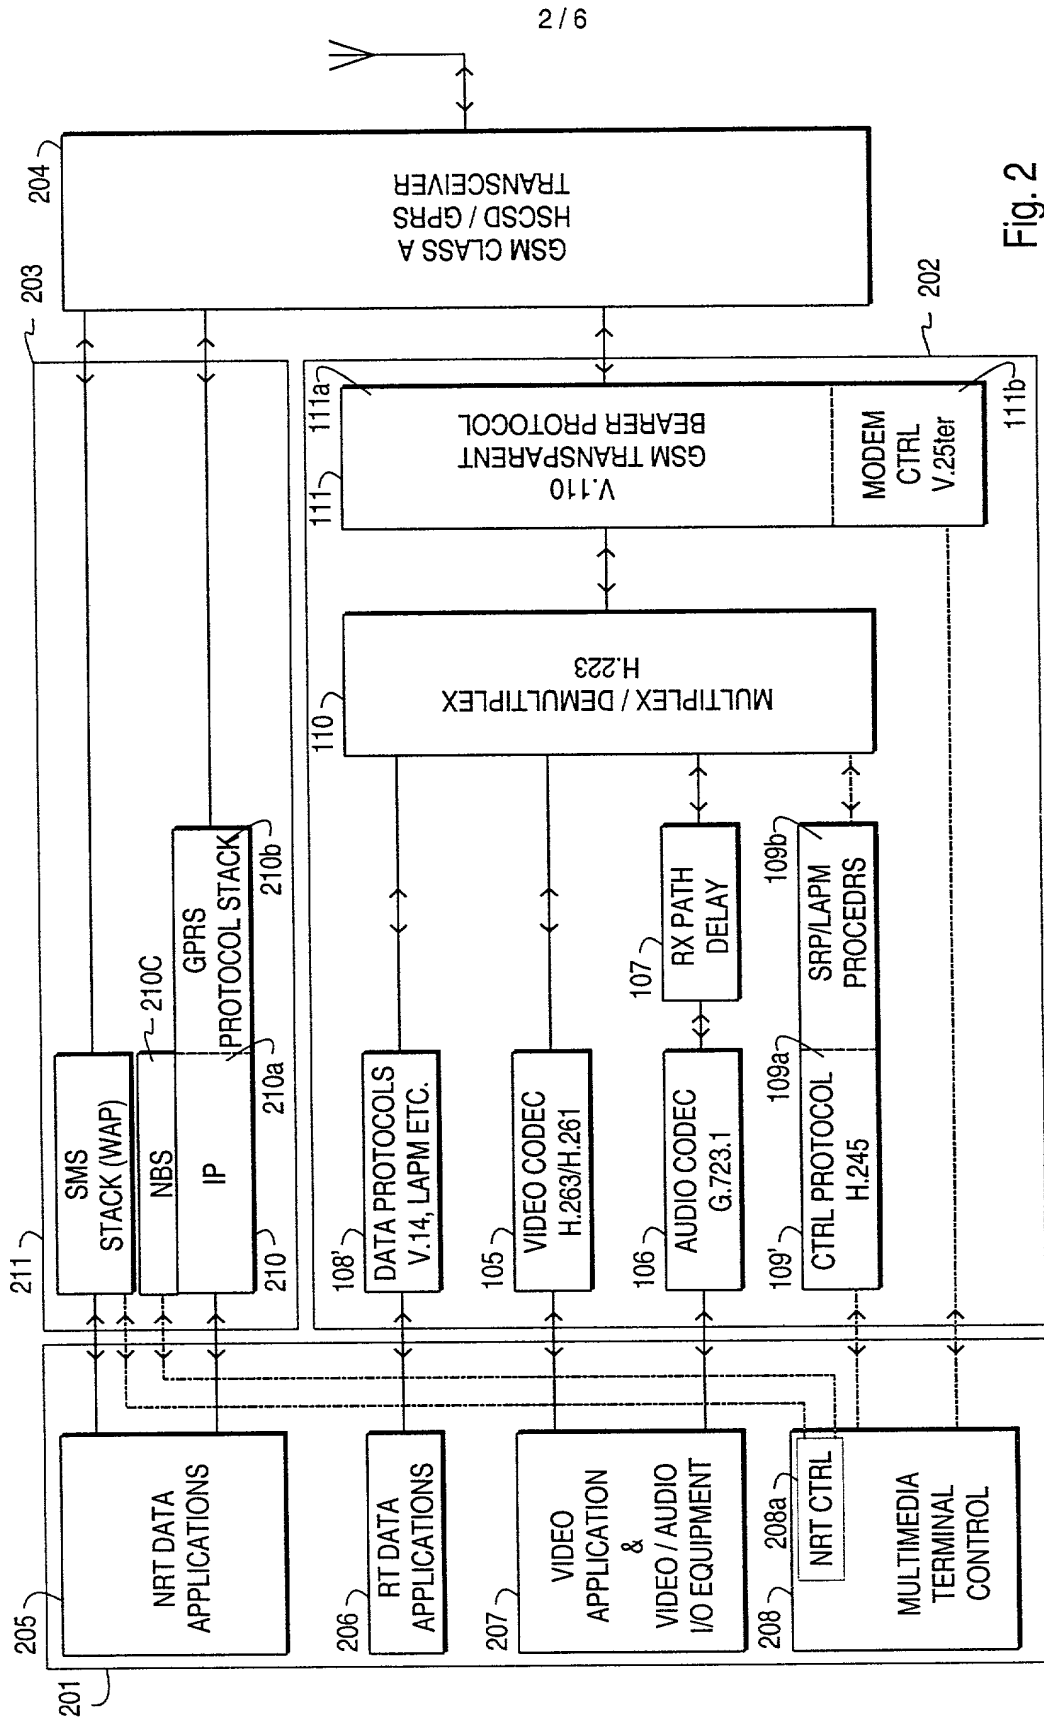 2 / 6
201
205
NRT DATA
APPLICATIONS
206
RT DATA
APPLICATIONS
207
VIDEO
APPLICATION
&
VIDEO / AUDIO
I/O EQUIPMENT
208
208a
NRT CTRL
MULTIMEDIA
TERMINAL
CONTROL
203
211
SMS
STACK (WAP)
NBS
210C
IP
210
210a
GPRS
PROTOCOL STACK
210b
202
108'
DATA PROTOCOLS
V.14, LAPM ETC.
105
VIDEO CODEC
H.263/H.261
106
AUDIO CODEC
G.723.1
107
RX PATH
DELAY
109'
CTRL PROTOCOL
H.245
109a
SRP/LAPM
PROCEDRS
109b
110
H.223
MULTIPLEX / DEMULTIPLEX
111
111a
V.110
GSM TRANSPARENT
BEARER PROTOCOL
MODEM
CTRL
V.25ter
111b
204
GSM CLASS A
HSCSD / GPRS
TRANSCEIVER
Fig. 2